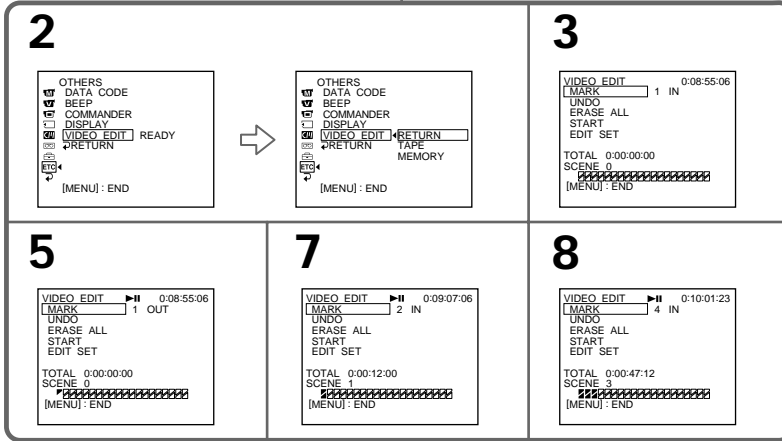 2
OTHERS
DATA CODE
BEEP
COMMANDER
DISPLAY
VIDEO EDIT READY
RETURN
ETC
[MENU] : END
OTHERS
DATA CODE
BEEP
COMMANDER
DISPLAY
VIDEO EDIT RETURN
RETURN TAPE
MEMORY
ETC
[MENU] : END
3
VIDEO EDIT 0:08:55:06
MARK 1 IN
UNDO
ERASE ALL
START
EDIT SET
TOTAL 0:00:00:00
SCENE 0
[MENU] : END
5
VIDEO EDIT 0:08:55:06
MARK 1 OUT
UNDO
ERASE ALL
START
EDIT SET
TOTAL 0:00:00:00
SCENE 0
[MENU] : END
7
VIDEO EDIT 0:09:07:06
MARK 2 IN
UNDO
ERASE ALL
START
EDIT SET
TOTAL 0:00:12:00
SCENE 1
[MENU] : END
8
VIDEO EDIT 0:10:01:23
MARK 4 IN
UNDO
ERASE ALL
START
EDIT SET
TOTAL 0:00:47:12
SCENE 3
[MENU] : END